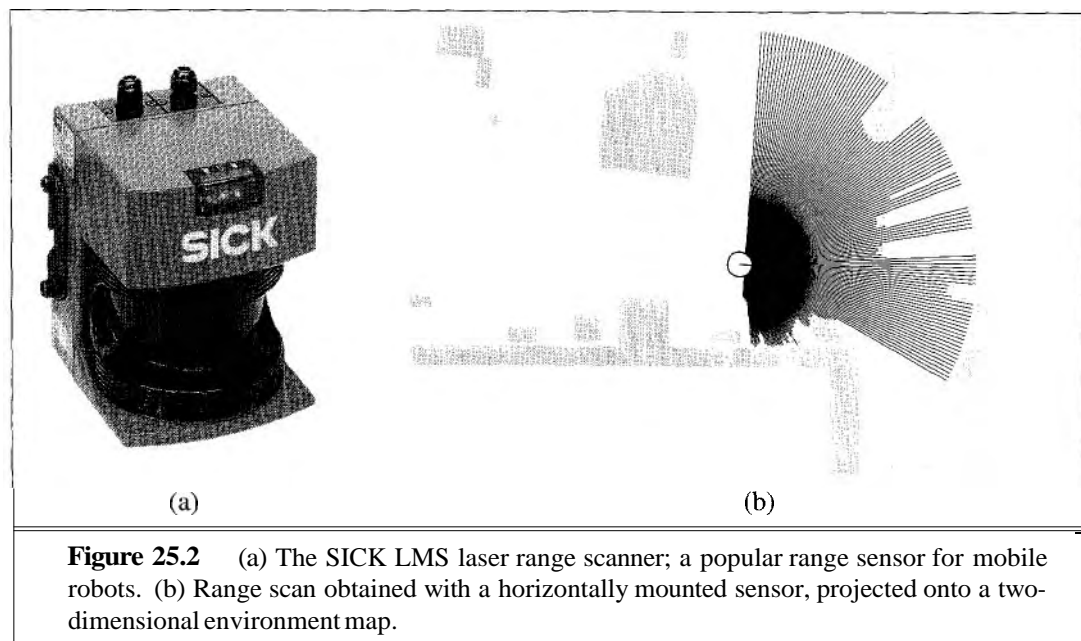 SICK
(a)
(b)
Figure 25.2 (a) The SICK LMS laser range scanner; a popular range sensor for mobile
robots. (b) Range scan obtained with a horizontally mounted sensor, projected onto a two-
dimensional environment map.